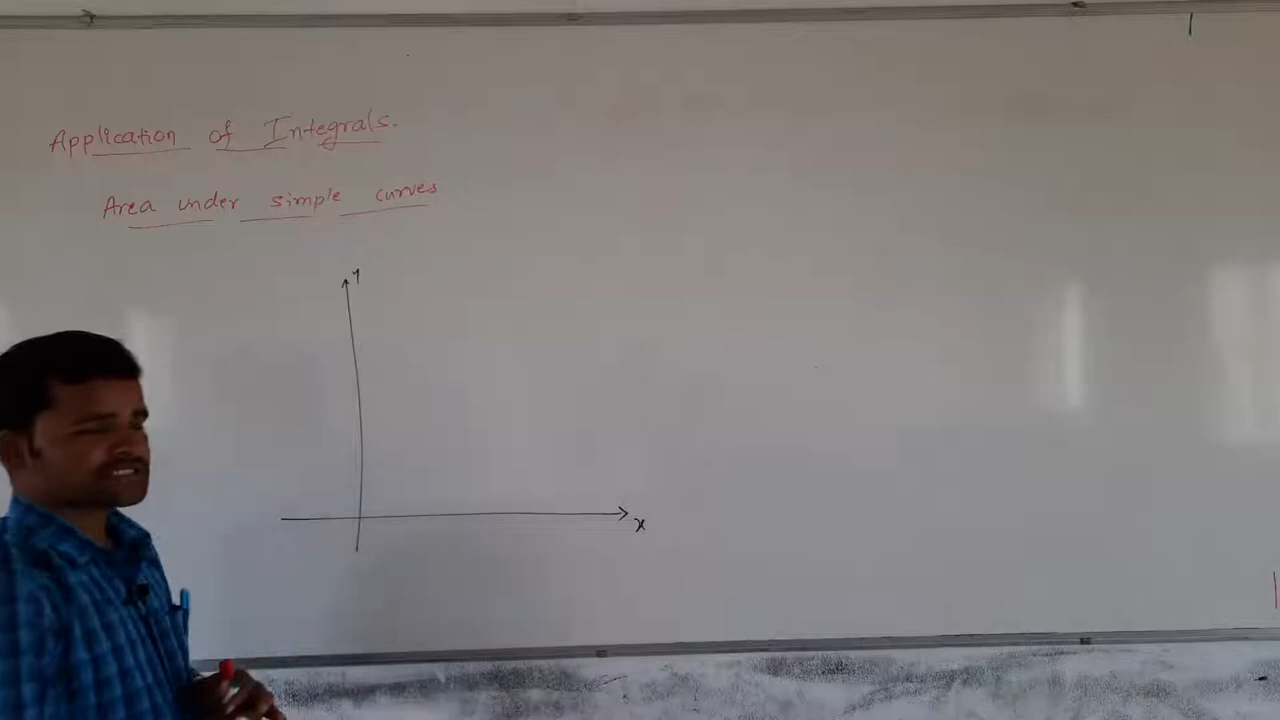 Application of Integrals.
Area under simple curves
Y
X